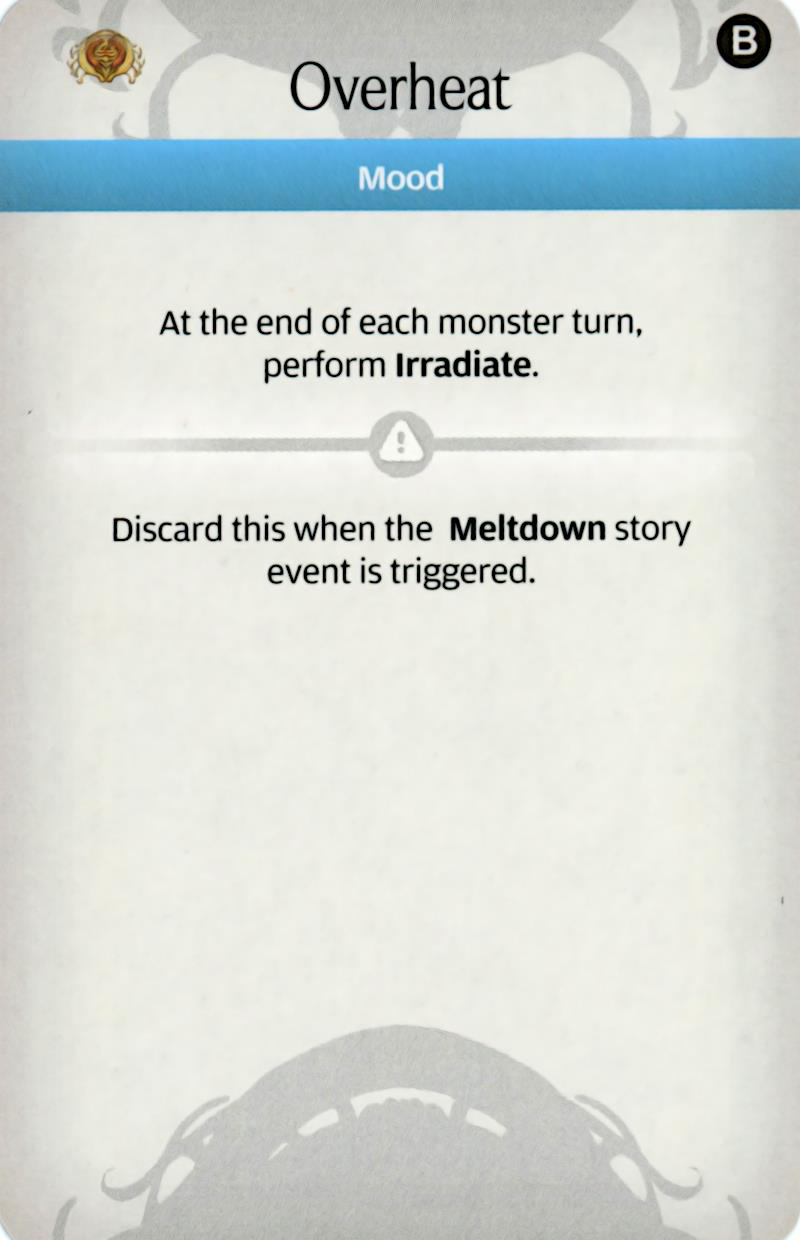 B
Overheat
Mood
At the end of each monster turn,
perform Irradiate.
Discard this when the Meltdown story
event is triggered.